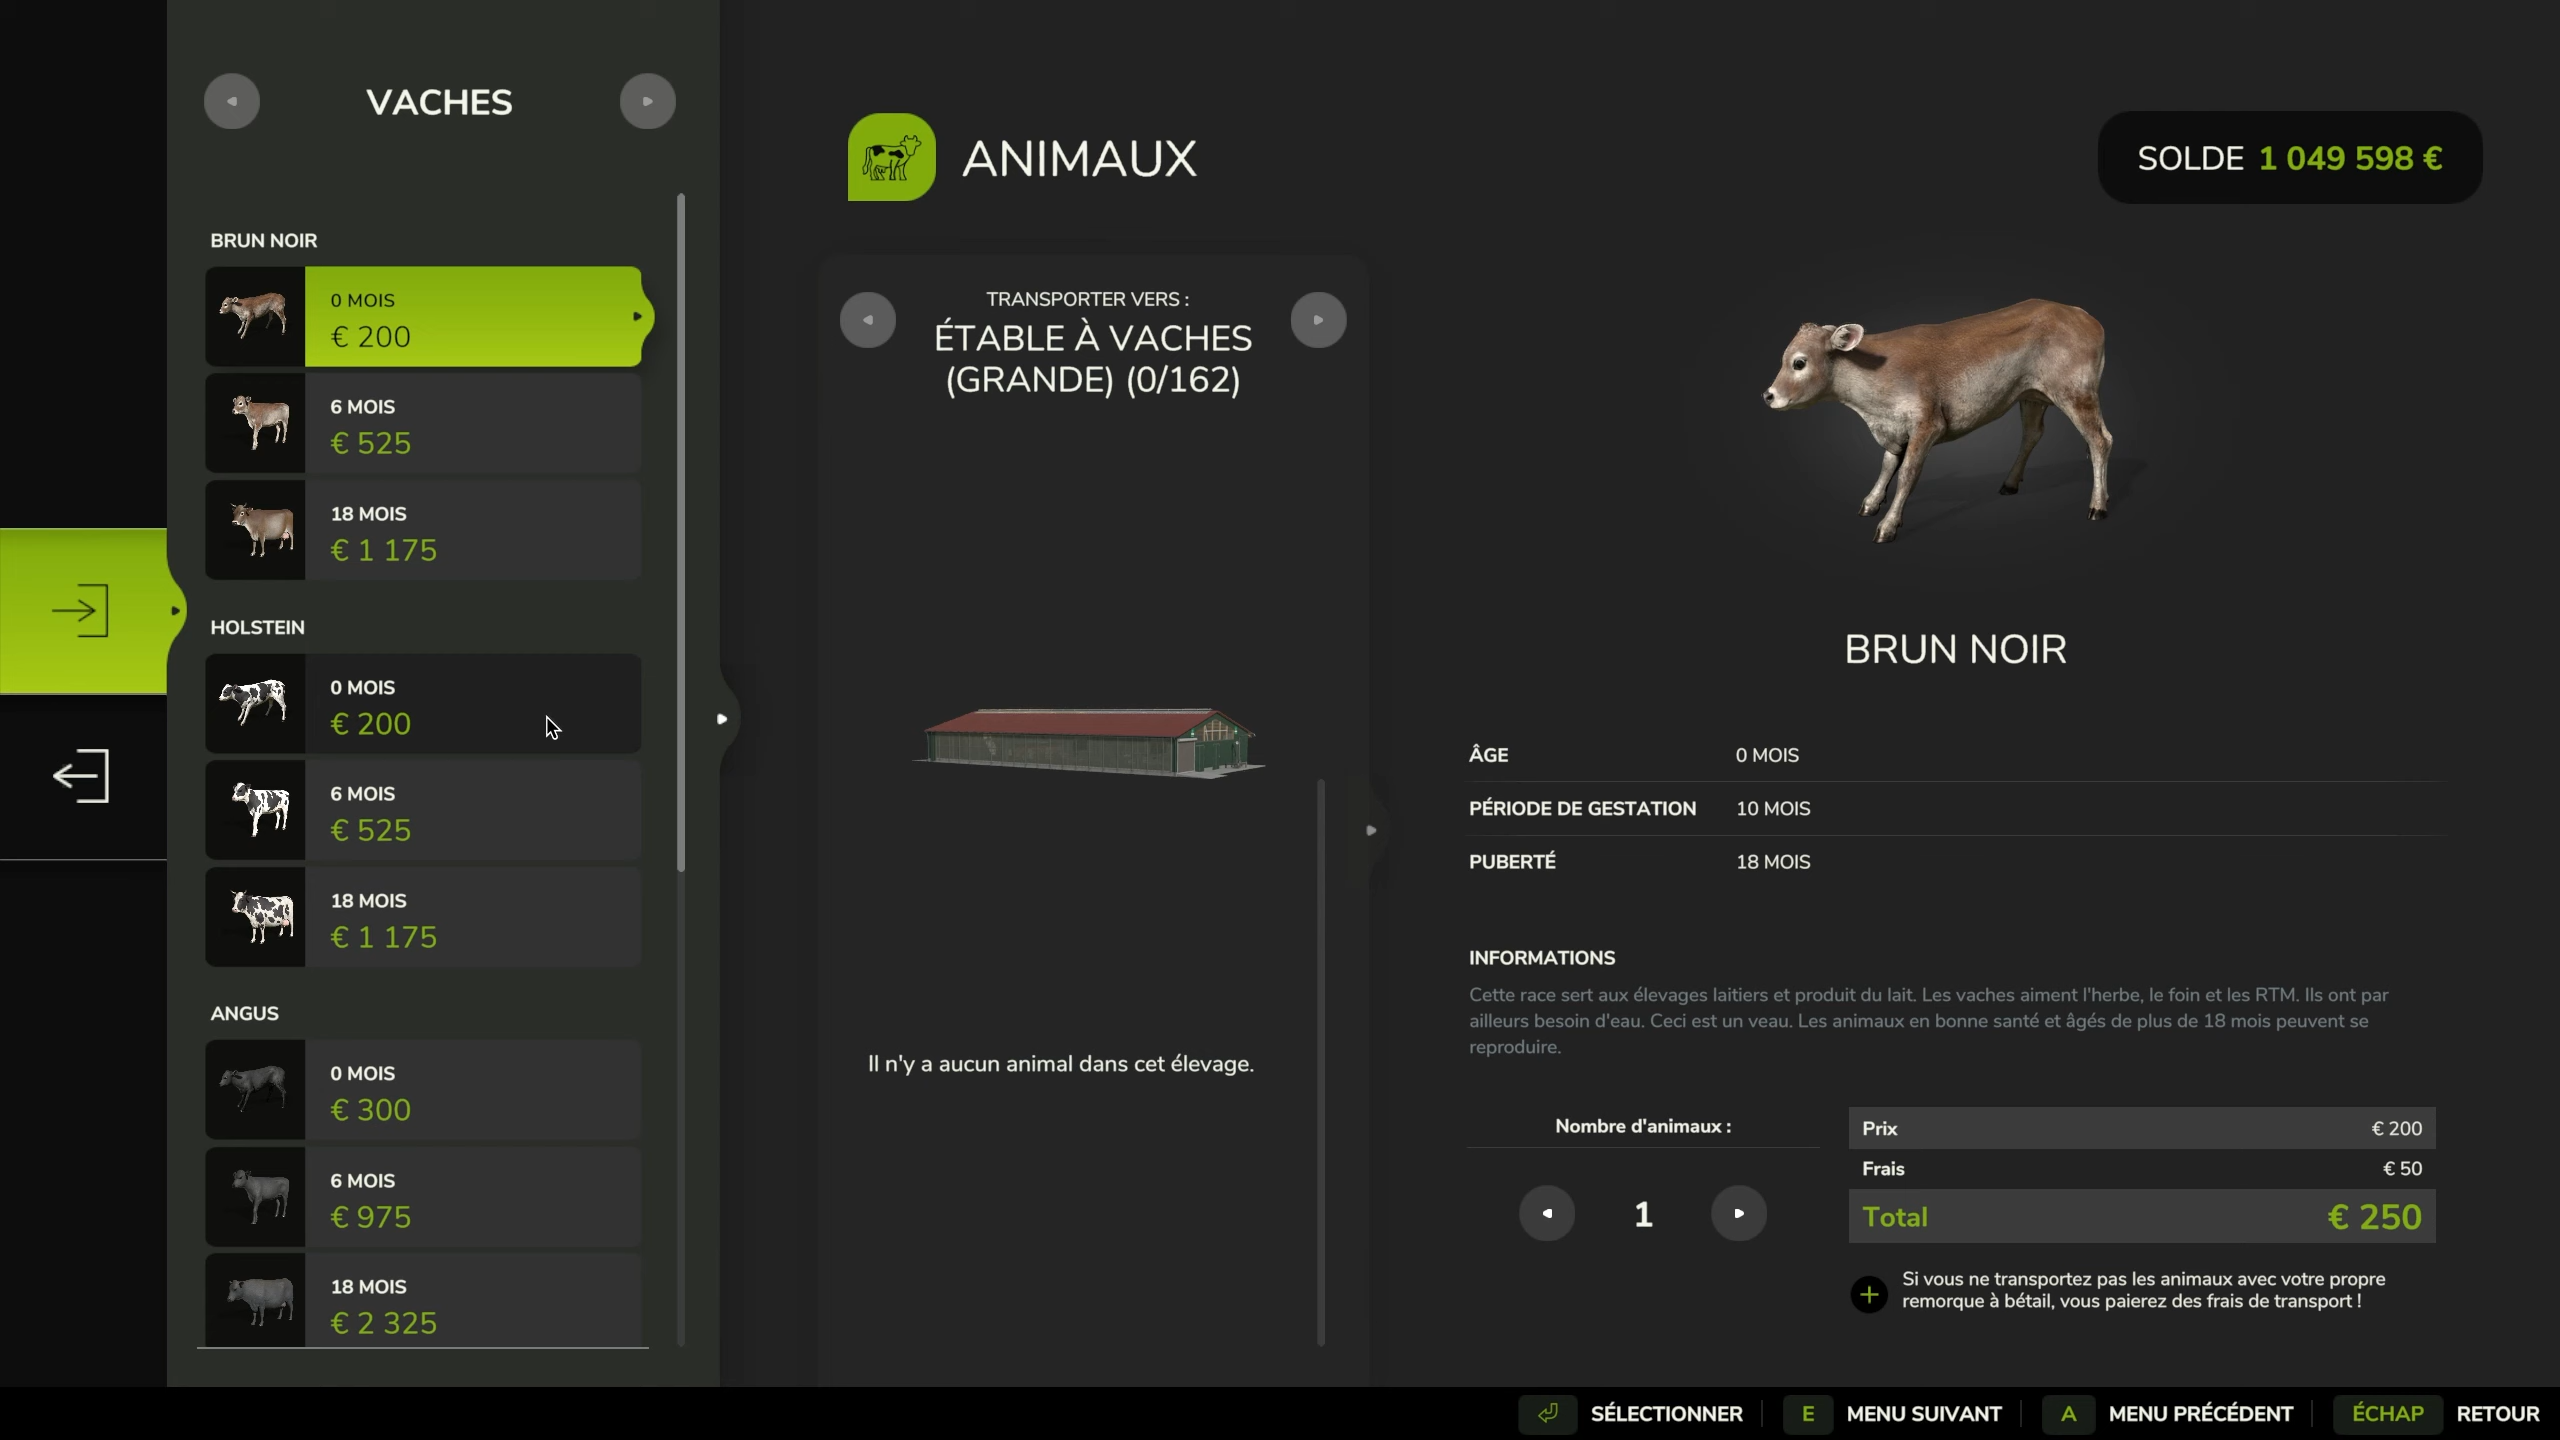 VACHES
BRUN NOIR
0 MOIS
€ 200
6 MOIS
€ 525
18 MOIS
€ 1 175
HOLSTEIN
0 MOIS
€ 200
6 MOIS
€ 525
18 MOIS
€ 1 175
ANGUS
0 MOIS
€ 300
6 MOIS
€ 975
18 MOIS
€ 2 325
ANIMAUX
SOLDE 1 049 598 €
TRANSPORTER VERS :
ÉTABLE À VACHES
(GRANDE) (0/162)
Il n'y a aucun animal dans cet élevage.
BRUN NOIR
ÂGE 0 MOIS
PÉRIODE DE GESTATION 10 MOIS
PUBERTÉ 18 MOIS
INFORMATIONS
Cette race sert aux élevages laitiers et produit du lait. Les vaches aiment l'herbe, le foin et les RTM. Ils ont par
ailleurs besoin d'eau. Ceci est un veau. Les animaux en bonne santé et âgés de plus de 18 mois peuvent se
reproduire.
Nombre d'animaux :
1
Prix € 200
Frais € 50
Total € 250
Si vous ne transportez pas les animaux avec votre propre
remorque à bétail, vous paierez des frais de transport !
SÉLECTIONNER E MENU SUIVANT A MENU PRÉCÉDENT ÉCHAP RETOUR